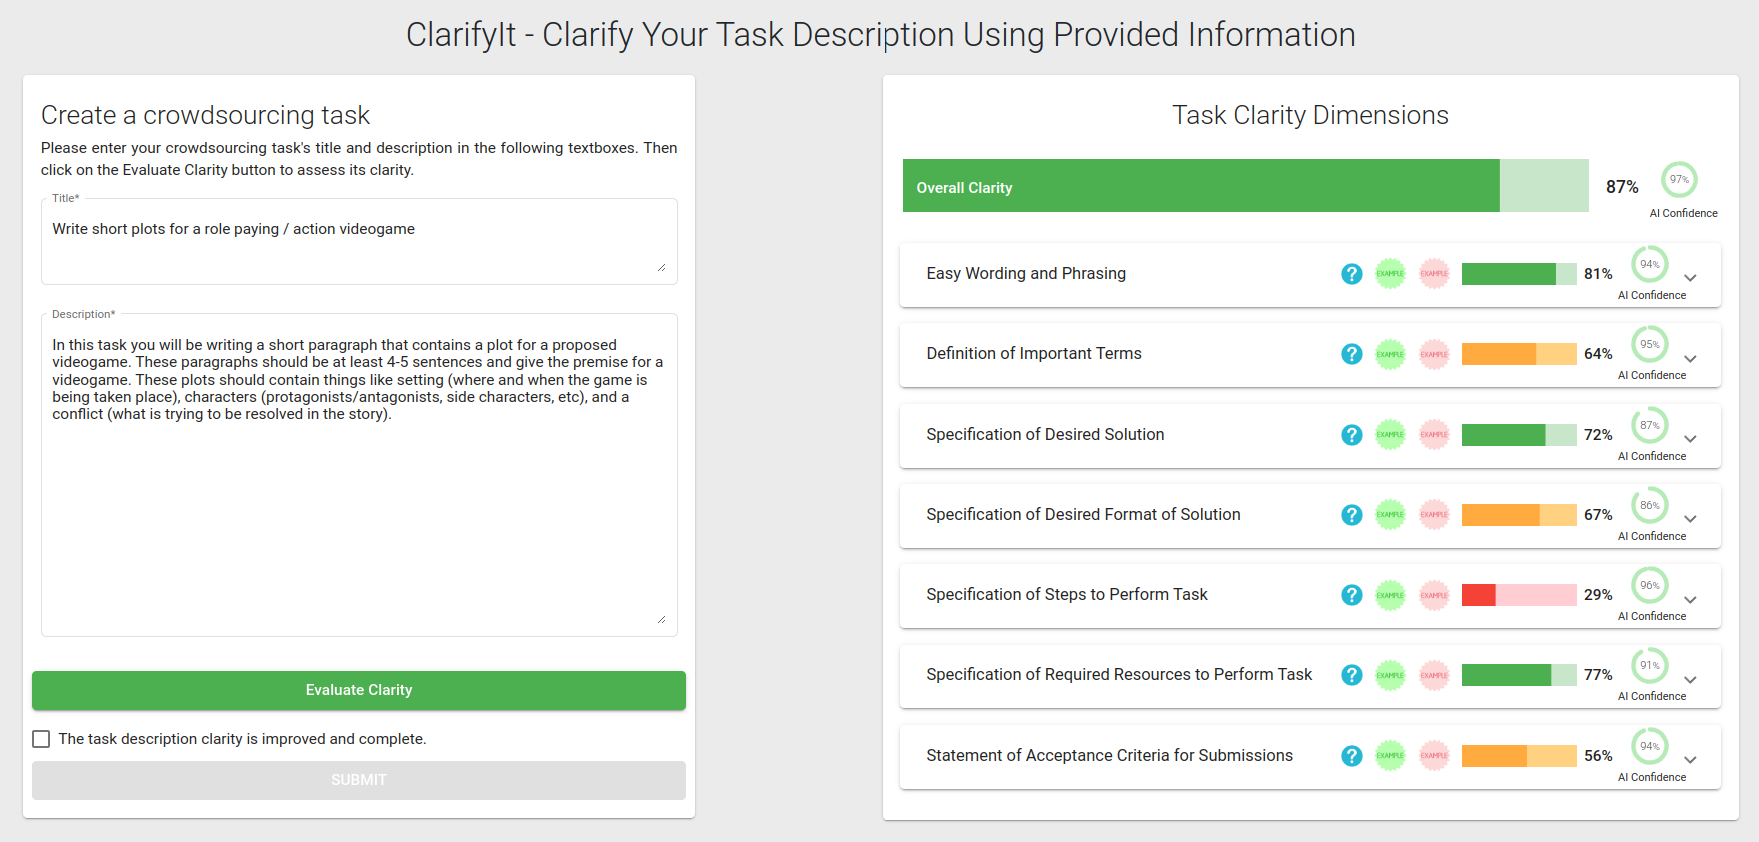 ClarifyIt - Clarify Your Task Description Using Provided Information
Create a crowdsourcing task
Please enter your crowdsourcing task's title and description in the following textboxes. Then
click on the Evaluate Clarity button to assess its clarity.
Title*
Write short plots for a role paying / action videogame
Description*
In this task you will be writing a short paragraph that contains a plot for a proposed
videogame. These paragraphs should be at least 4-5 sentences and give the premise for a
videogame. These plots should contain things like setting (where and when the game is
being taken place), characters (protagonists/antagonists, side characters, etc), and a
conflict (what is trying to be resolved in the story).
Evaluate Clarity
The task description clarity is improved and complete.
SUBMIT
Task Clarity Dimensions
Overall Clarity
87%
97%
AI Confidence
Easy Wording and Phrasing
?
EXAMPLE
EXAMPLE
81%
94%
AI Confidence
Definition of Important Terms
?
EXAMPLE
EXAMPLE
64%
95%
AI Confidence
Specification of Desired Solution
?
EXAMPLE
EXAMPLE
72%
87%
AI Confidence
Specification of Desired Format of Solution
?
EXAMPLE
EXAMPLE
67%
86%
AI Confidence
Specification of Steps to Perform Task
?
EXAMPLE
EXAMPLE
29%
96%
AI Confidence
Specification of Required Resources to Perform Task
?
EXAMPLE
EXAMPLE
77%
91%
AI Confidence
Statement of Acceptance Criteria for Submissions
?
EXAMPLE
EXAMPLE
56%
94%
AI Confidence